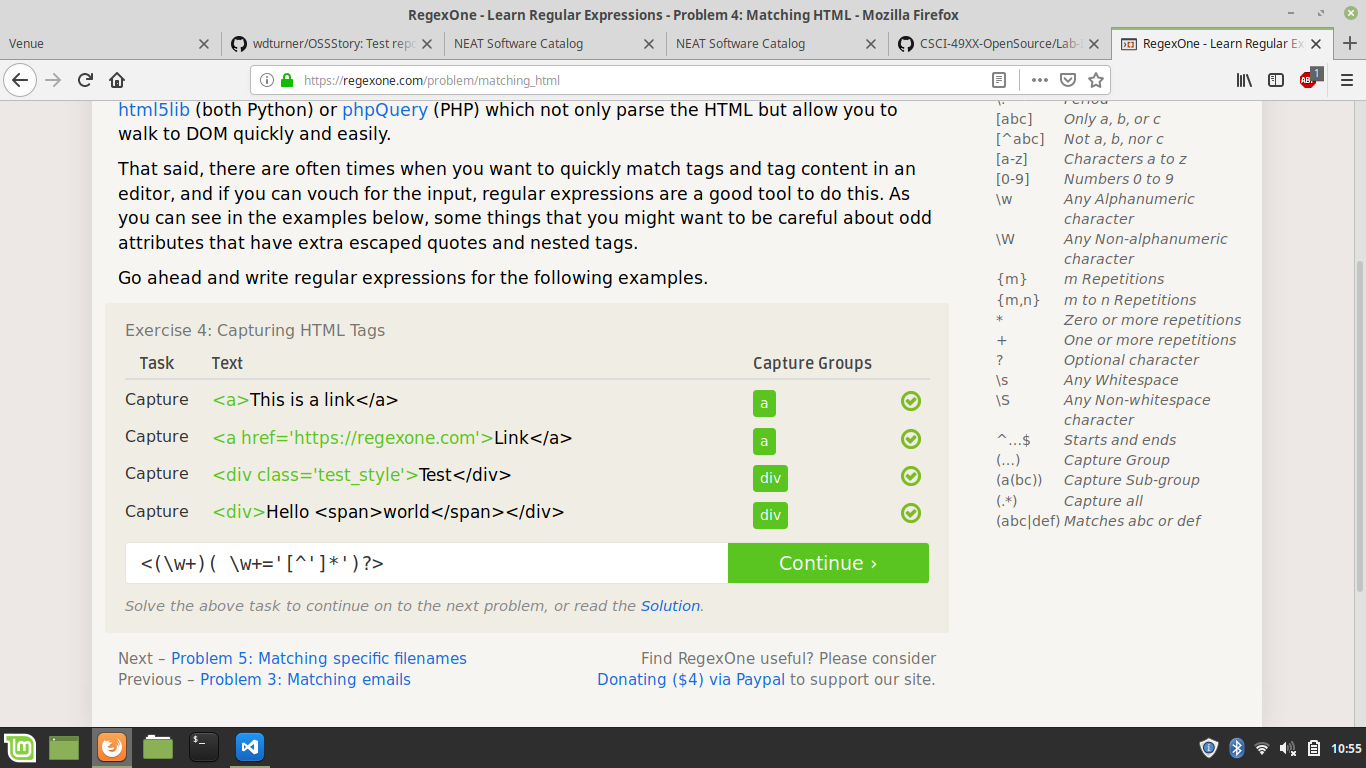 RegexOne - Learn Regular Expressions - Problem 4: Matching HTML - Mozilla Firefox
Venue
wdturner/OSSStory: Test repo
NEAT Software Catalog
NEAT Software Catalog
CSCI-49XX-OpenSource/Lab-
RegexOne - Learn Regular Ex
https://regexone.com/problem/matching_html
1
html5lib (both Python) or phpQuery (PHP) which not only parse the HTML but allow you to
walk to DOM quickly and easily.
That said, there are often times when you want to quickly match tags and tag content in an
editor, and if you can vouch for the input, regular expressions are a good tool to do this. As
you can see in the examples below, some things that you might want to be careful about odd
attributes that have extra escaped quotes and nested tags.
Go ahead and write regular expressions for the following examples.
Exercise 4: Capturing HTML Tags
Task Text Capture Groups
Capture <a>This is a link</a> a
Capture <a href='https://regexone.com'>Link</a> a
Capture <div class='test_style'>Test</div> div
Capture <div>Hello <span>world</span></div> div
<(\w+)( \w+='[^']*')?>
Continue ›
Solve the above task to continue on to the next problem, or read the Solution.
Next – Problem 5: Matching specific filenames
Previous – Problem 3: Matching emails
Find RegexOne useful? Please consider
Donating ($4) via Paypal to support our site.
\. Period
[abc] Only a, b, or c
[^abc] Not a, b, nor c
[a-z] Characters a to z
[0-9] Numbers 0 to 9
\w Any Alphanumeric
character
\W Any Non-alphanumeric
character
{m} m Repetitions
{m,n} m to n Repetitions
* Zero or more repetitions
+ One or more repetitions
? Optional character
\s Any Whitespace
\S Any Non-whitespace
character
^…$ Starts and ends
(…) Capture Group
(a(bc)) Capture Sub-group
(.*) Capture all
(abc|def) Matches abc or def
10:55